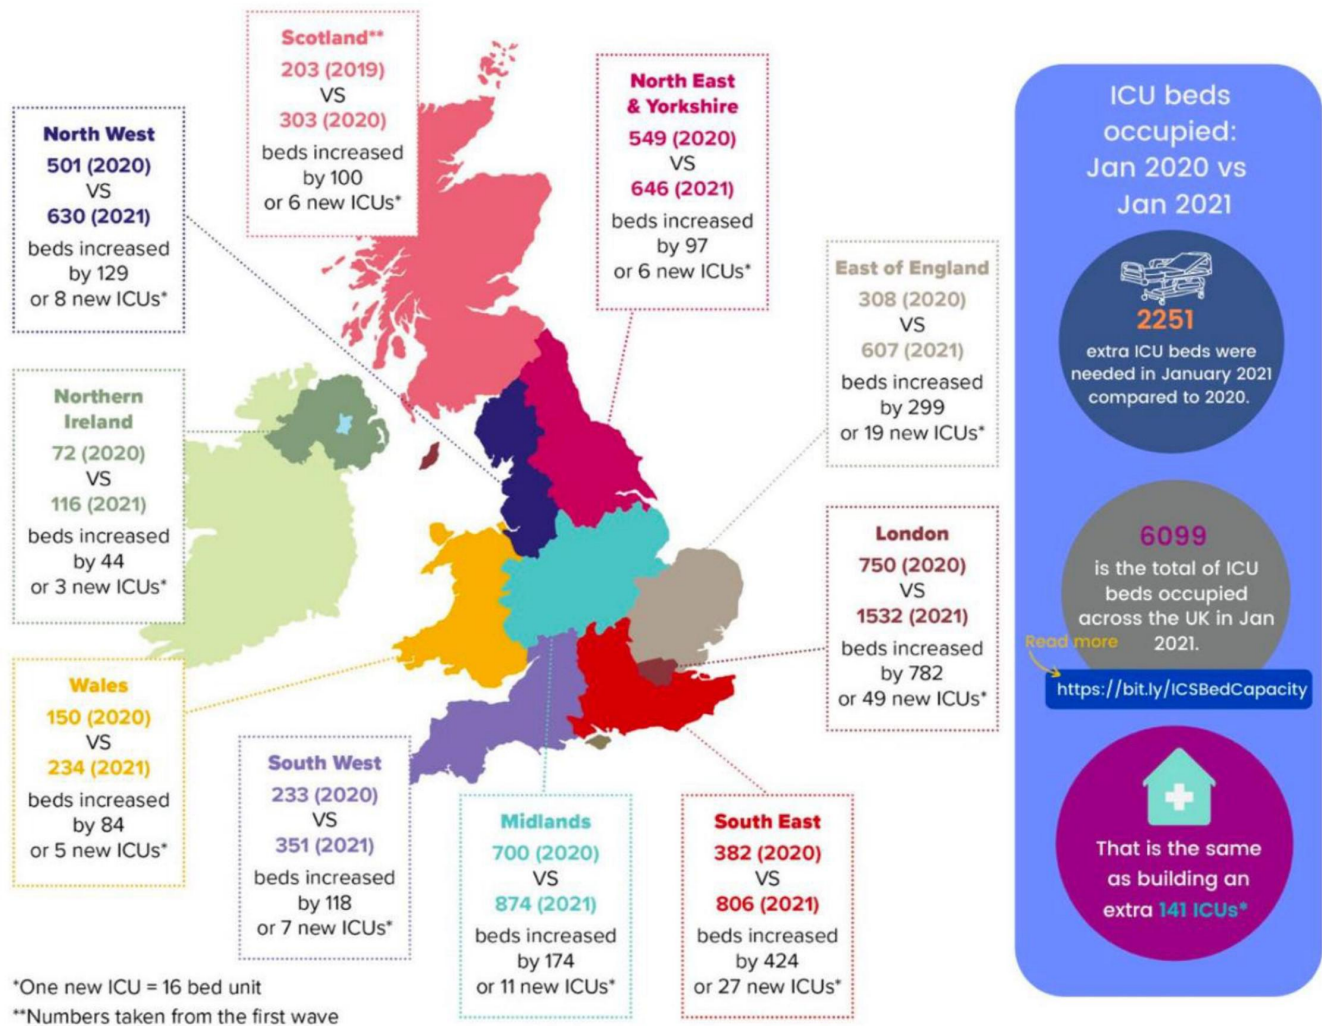 Scotland**
203 (2019)
VS
303 (2020)
beds increased
by 100
or 6 new ICUs*
North East
& Yorkshire
549 (2020)
VS
646 (2021)
beds increased
by 97
or 6 new ICUs*
North West
501 (2020)
VS
630 (2021)
beds increased
by 129
or 8 new ICUs*
East of England
308 (2020)
VS
607 (2021)
beds increased
by 299
or 19 new ICUs*
Northern
Ireland
72 (2020)
VS
116 (2021)
beds increased
by 44
or 3 new ICUs*
London
750 (2020)
VS
1532 (2021)
beds increased
by 782
or 49 new ICUs*
Wales
150 (2020)
VS
234 (2021)
beds increased
by 84
or 5 new ICUs*
South West
233 (2020)
VS
351 (2021)
beds increased
by 118
or 7 new ICUs*
Midlands
700 (2020)
VS
874 (2021)
beds increased
by 174
or 11 new ICUs*
South East
382 (2020)
VS
806 (2021)
beds increased
by 424
or 27 new ICUs*
*One new ICU = 16 bed unit
**Numbers taken from the first wave
ICU beds
occupied:
Jan 2020 vs
Jan 2021
2251
extra ICU beds were
needed in January 2021
compared to 2020.
6099
is the total of ICU
beds occupied
across the UK in Jan
2021.
Read more
https://bit.ly/ICSBedCapacity
That is the same
as building an
extra 141 ICUs*